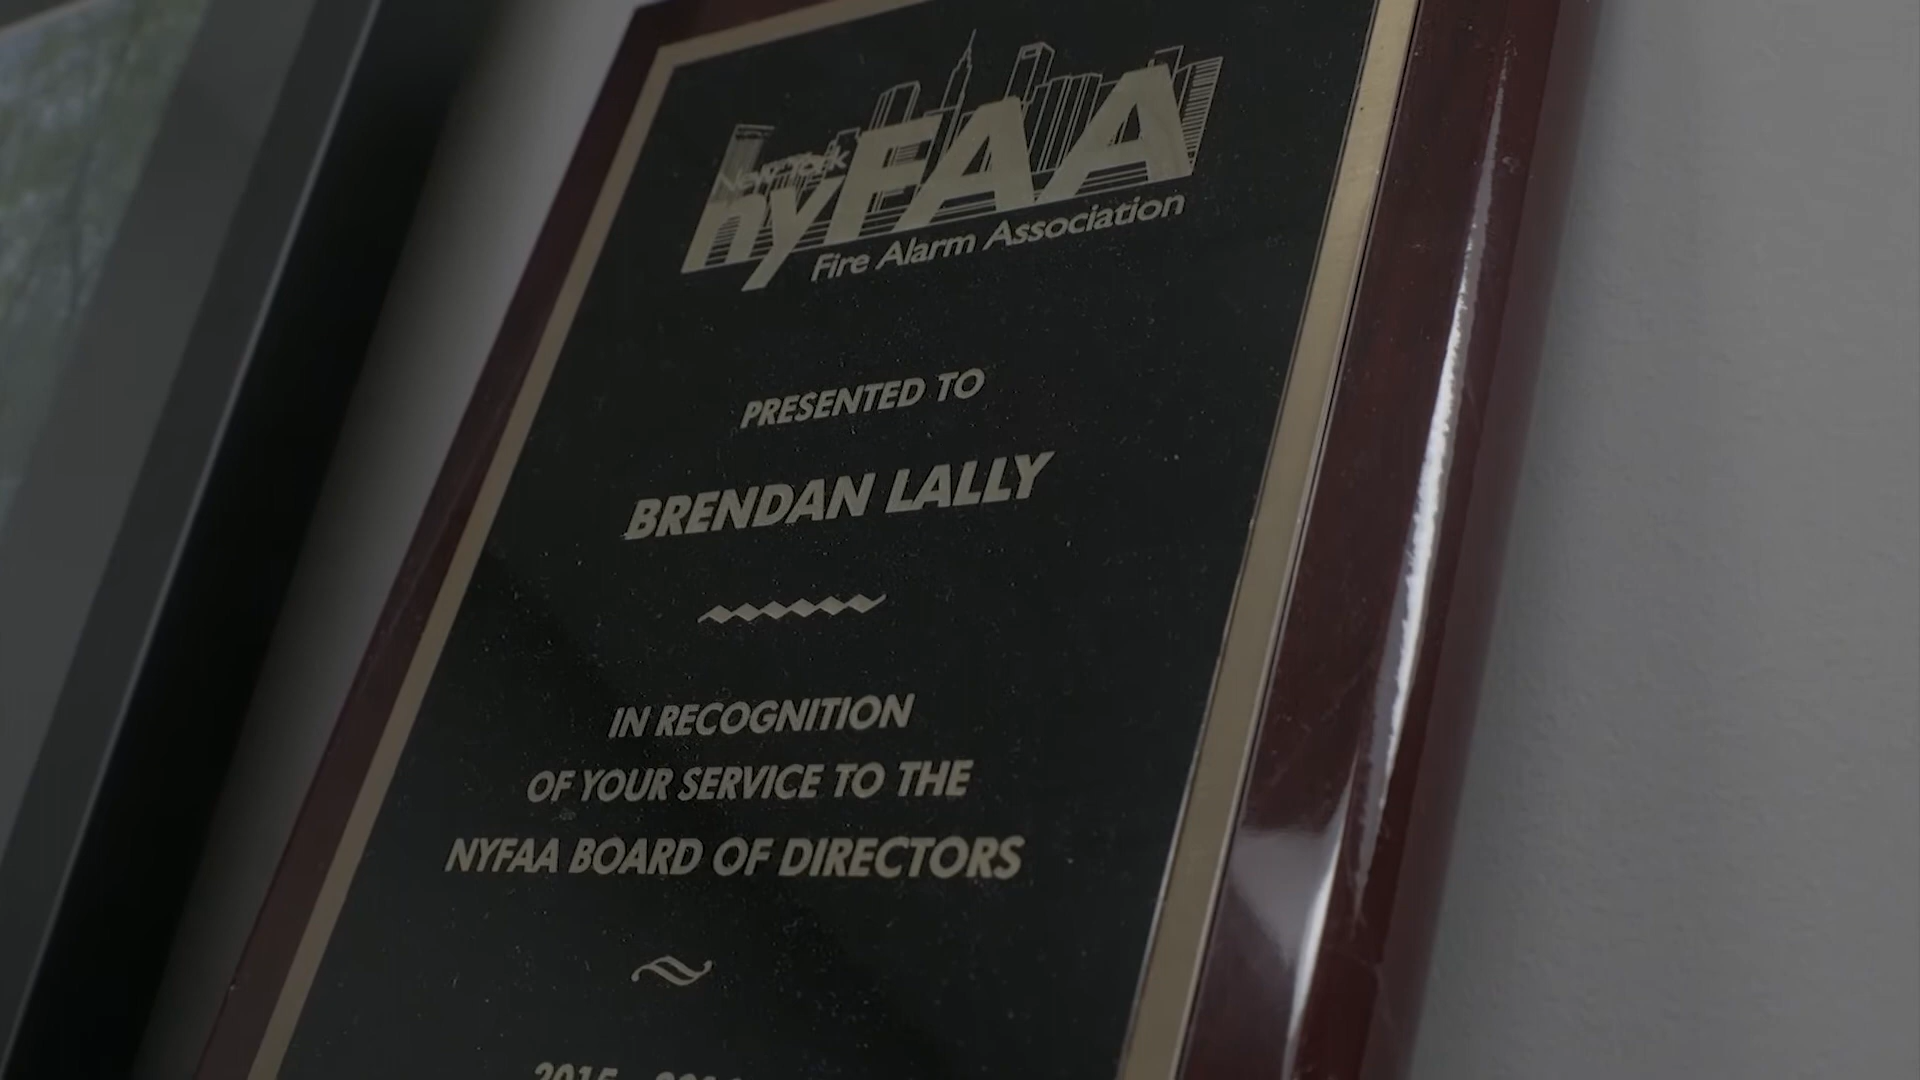 New York
nyFAA
Fire Alarm Association
PRESENTED TO
BRENDAN LALLY
IN RECOGNITION
OF YOUR SERVICE TO THE
NYFAA BOARD OF DIRECTORS
2015